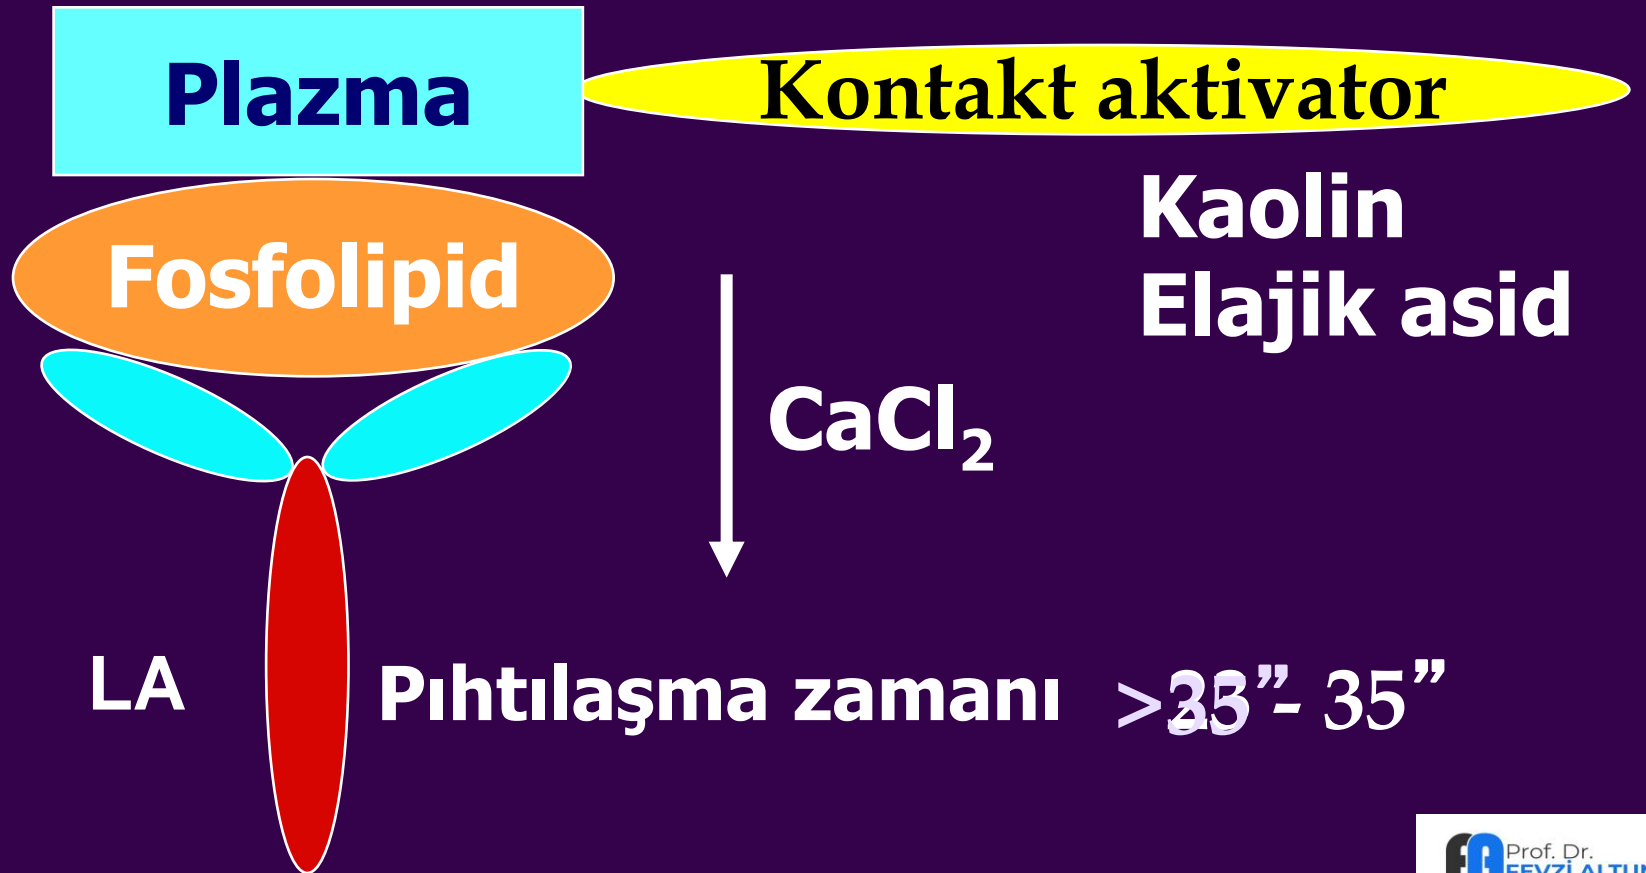 Plazma
Kontakt aktivator
Kaolin
Elajik asid
Fosfolipid
CaCl₂
LA
Pıhtılaşma zamanı - 35”
Prof. Dr.